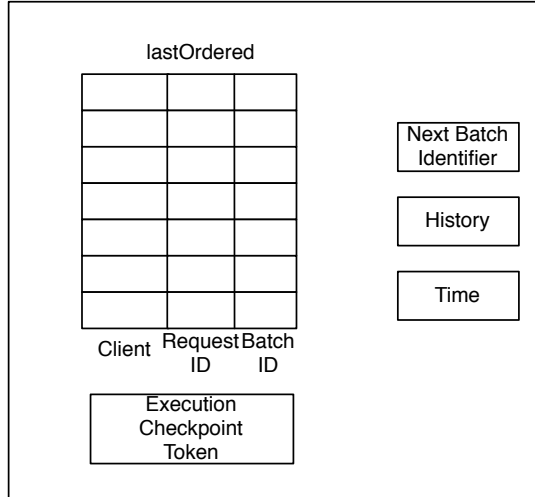 lastOrdered
Next Batch
Identifier
History
Time
Client
Request
ID
Batch
ID
Execution
Checkpoint
Token